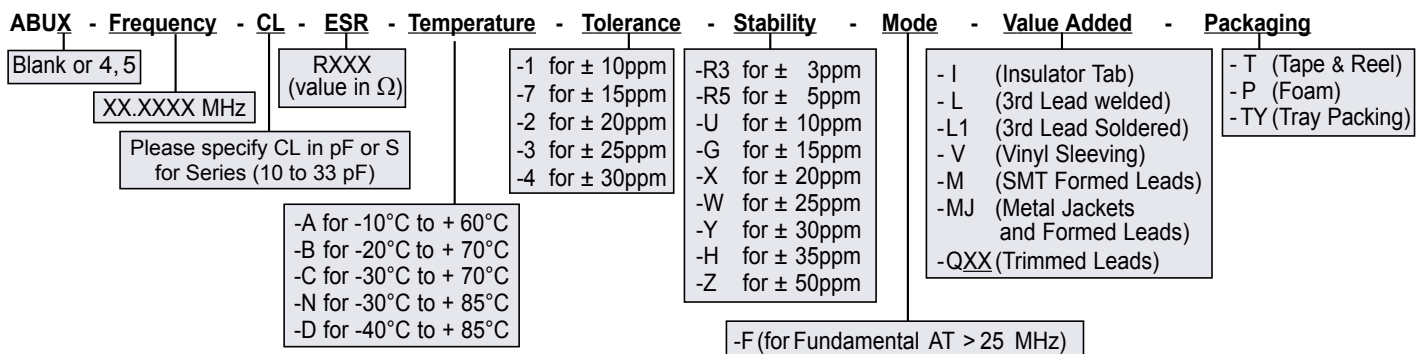 ABUX - Frequency - CL - ESR - Temperature - Tolerance - Stability - Mode - Value Added - Packaging
Blank or 4, 5
XX.XXXX MHz
Please specify CL in pF or S
for Series (10 to 33 pF)
RXXX
(value in Ω)
-A for -10°C to + 60°C
-B for -20°C to + 70°C
-C for -30°C to + 70°C
-N for -30°C to + 85°C
-D for -40°C to + 85°C
-1 for ± 10ppm
-7 for ± 15ppm
-2 for ± 20ppm
-3 for ± 25ppm
-4 for ± 30ppm
-R3 for ± 3ppm
-R5 for ± 5ppm
-U for ± 10ppm
-G for ± 15ppm
-X for ± 20ppm
-W for ± 25ppm
-Y for ± 30ppm
-H for ± 35ppm
-Z for ± 50ppm
-F (for Fundamental AT > 25 MHz)
- I (Insulator Tab)
- L (3rd Lead welded)
-L1 (3rd Lead Soldered)
- V (Vinyl Sleeving)
-M (SMT Formed Leads)
-MJ (Metal Jackets
and Formed Leads)
-QXX (Trimmed Leads)
- T (Tape & Reel)
- P (Foam)
-TY (Tray Packing)